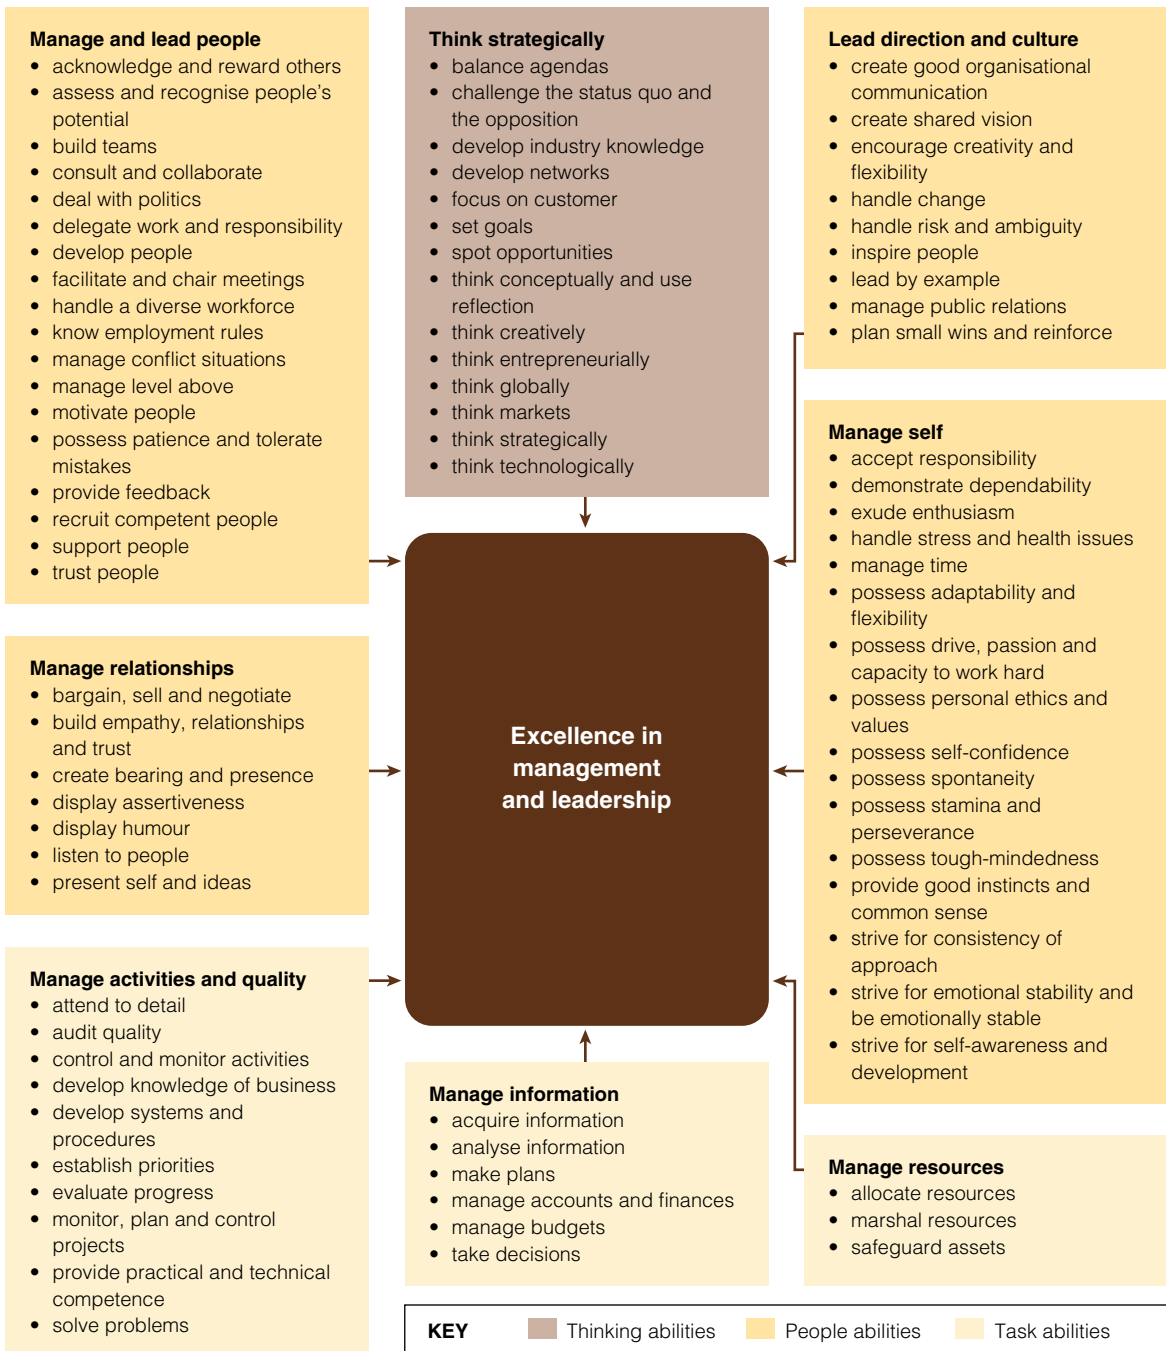 Manage and lead people
• acknowledge and reward others
• assess and recognise people's
potential
• build teams
• consult and collaborate
• deal with politics
• delegate work and responsibility
• develop people
• facilitate and chair meetings
• handle a diverse workforce
• know employment rules
• manage conflict situations
• manage level above
• motivate people
• possess patience and tolerate
mistakes
• provide feedback
• recruit competent people
• support people
• trust people
Think strategically
• balance agendas
• challenge the status quo and
the opposition
• develop industry knowledge
• develop networks
• focus on customer
• set goals
• spot opportunities
• think conceptually and use
reflection
• think creatively
• think entrepreneurially
• think globally
• think markets
• think strategically
• think technologically
Lead direction and culture
• create good organisational
communication
• create shared vision
• encourage creativity and
flexibility
• handle change
• handle risk and ambiguity
• inspire people
• lead by example
• manage public relations
• plan small wins and reinforce
Manage self
• accept responsibility
• demonstrate dependability
• exude enthusiasm
• handle stress and health issues
• manage time
• possess adaptability and
flexibility
• possess drive, passion and
capacity to work hard
• possess personal ethics and
values
• possess self-confidence
• possess spontaneity
• possess stamina and
perseverance
• possess tough-mindedness
• provide good instincts and
common sense
• strive for consistency of
approach
• strive for emotional stability and
be emotionally stable
• strive for self-awareness and
development
Manage relationships
• bargain, sell and negotiate
• build empathy, relationships
and trust
• create bearing and presence
• display assertiveness
• display humour
• listen to people
• present self and ideas
Excellence in
management
and leadership
Manage activities and quality
• attend to detail
• audit quality
• control and monitor activities
• develop knowledge of business
• develop systems and
procedures
• establish priorities
• evaluate progress
• monitor, plan and control
projects
• provide practical and technical
competence
• solve problems
Manage information
• acquire information
• analyse information
• make plans
• manage accounts and finances
• manage budgets
• take decisions
Manage resources
• allocate resources
• marshal resources
• safeguard assets
KEY Thinking abilities People abilities Task abilities